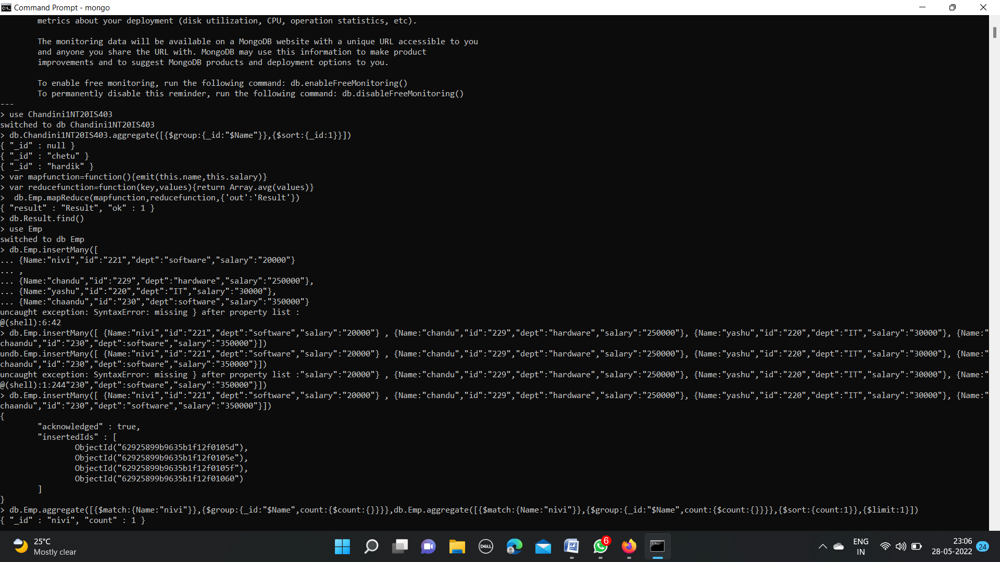 Command Prompt - mongo
metrics about your deployment (disk utilization, CPU, operation statistics, etc).
The monitoring data will be available on a MongoDB website with a unique URL accessible to you
and anyone you share the URL with. MongoDB may use this information to make product
improvements and to suggest MongoDB products and deployment options to you.
To enable free monitoring, run the following command: db.enableFreeMonitoring()
To permanently disable this reminder, run the following command: db.disableFreeMonitoring()
---
> use Chandini1NT20IS403
switched to db Chandini1NT20IS403
> db.Chandini1NT20IS403.aggregate([{$group:{_id:"$Name"}},{$sort:{_id:1}}])
{ "_id" : null }
{ "_id" : "chetu" }
{ "_id" : "hardik" }
> var mapfunction=function(){emit(this.name,this.salary)}
> var reducefunction=function(key,values){return Array.avg(values)}
>  db.Emp.mapReduce(mapfunction,reducefunction,{'out':'Result'})
{ "result" : "Result", "ok" : 1 }
> db.Result.find()
> use Emp
switched to db Emp
> db.Emp.insertMany([
... {Name:"nivi","id":"221","dept":"software","salary":"20000"}
... ,
... {Name:"chandu","id":"229","dept":"hardware","salary":"250000"},
... {Name:"yashu","id":"220","dept":"IT","salary":"30000"},
... {Name:"chaandu","id":"230","dept":software","salary":"350000"}
uncaught exception: SyntaxError: missing } after property list :
@(shell):6:42
> db.Emp.insertMany([ {Name:"nivi","id":"221","dept":"software","salary":"20000"} , {Name:"chandu","id":"229","dept":"hardware","salary":"250000"}, {Name:"yashu","id":"220","dept":"IT","salary":"30000"}, {Name:"
chaandu","id":"230","dept":software","salary":"350000"}])
undb.Emp.insertMany([ {Name:"nivi","id":"221","dept":"software","salary":"20000"} , {Name:"chandu","id":"229","dept":"hardware","salary":"250000"}, {Name:"yashu","id":"220","dept":"IT","salary":"30000"}, {Name:"
chaandu","id":"230","dept":software","salary":"350000"}])
uncaught exception: SyntaxError: missing } after property list :"salary":"20000"} , {Name:"chandu","id":"229","dept":"hardware","salary":"250000"}, {Name:"yashu","id":"220","dept":"IT","salary":"30000"}, {Name:"
@(shell):1:244"230","dept":software","salary":"350000"}])
> db.Emp.insertMany([ {Name:"nivi","id":"221","dept":"software","salary":"20000"} , {Name:"chandu","id":"229","dept":"hardware","salary":"250000"}, {Name:"yashu","id":"220","dept":"IT","salary":"30000"}, {Name:"
chaandu","id":"230","dept":"software","salary":"350000"}])
{
"acknowledged" : true,
"insertedIds" : [
ObjectId("62925899b9635b1f12f0105d"),
ObjectId("62925899b9635b1f12f0105e"),
ObjectId("62925899b9635b1f12f0105f"),
ObjectId("62925899b9635b1f12f01060")
]
}
> db.Emp.aggregate([{$match:{Name:"nivi"}},{$group:{_id:"$Name",count:{$count:{}}}},db.Emp.aggregate([{$match:{Name:"nivi"}},{$group:{_id:"$Name",count:{$count:{}}}},{$sort:{count:1}},{$limit:1}])
{ "_id" : "nivi", "count" : 1 }
25°C
Mostly clear
DELL
W
6
ENG
IN
23:06
28-05-2022
24